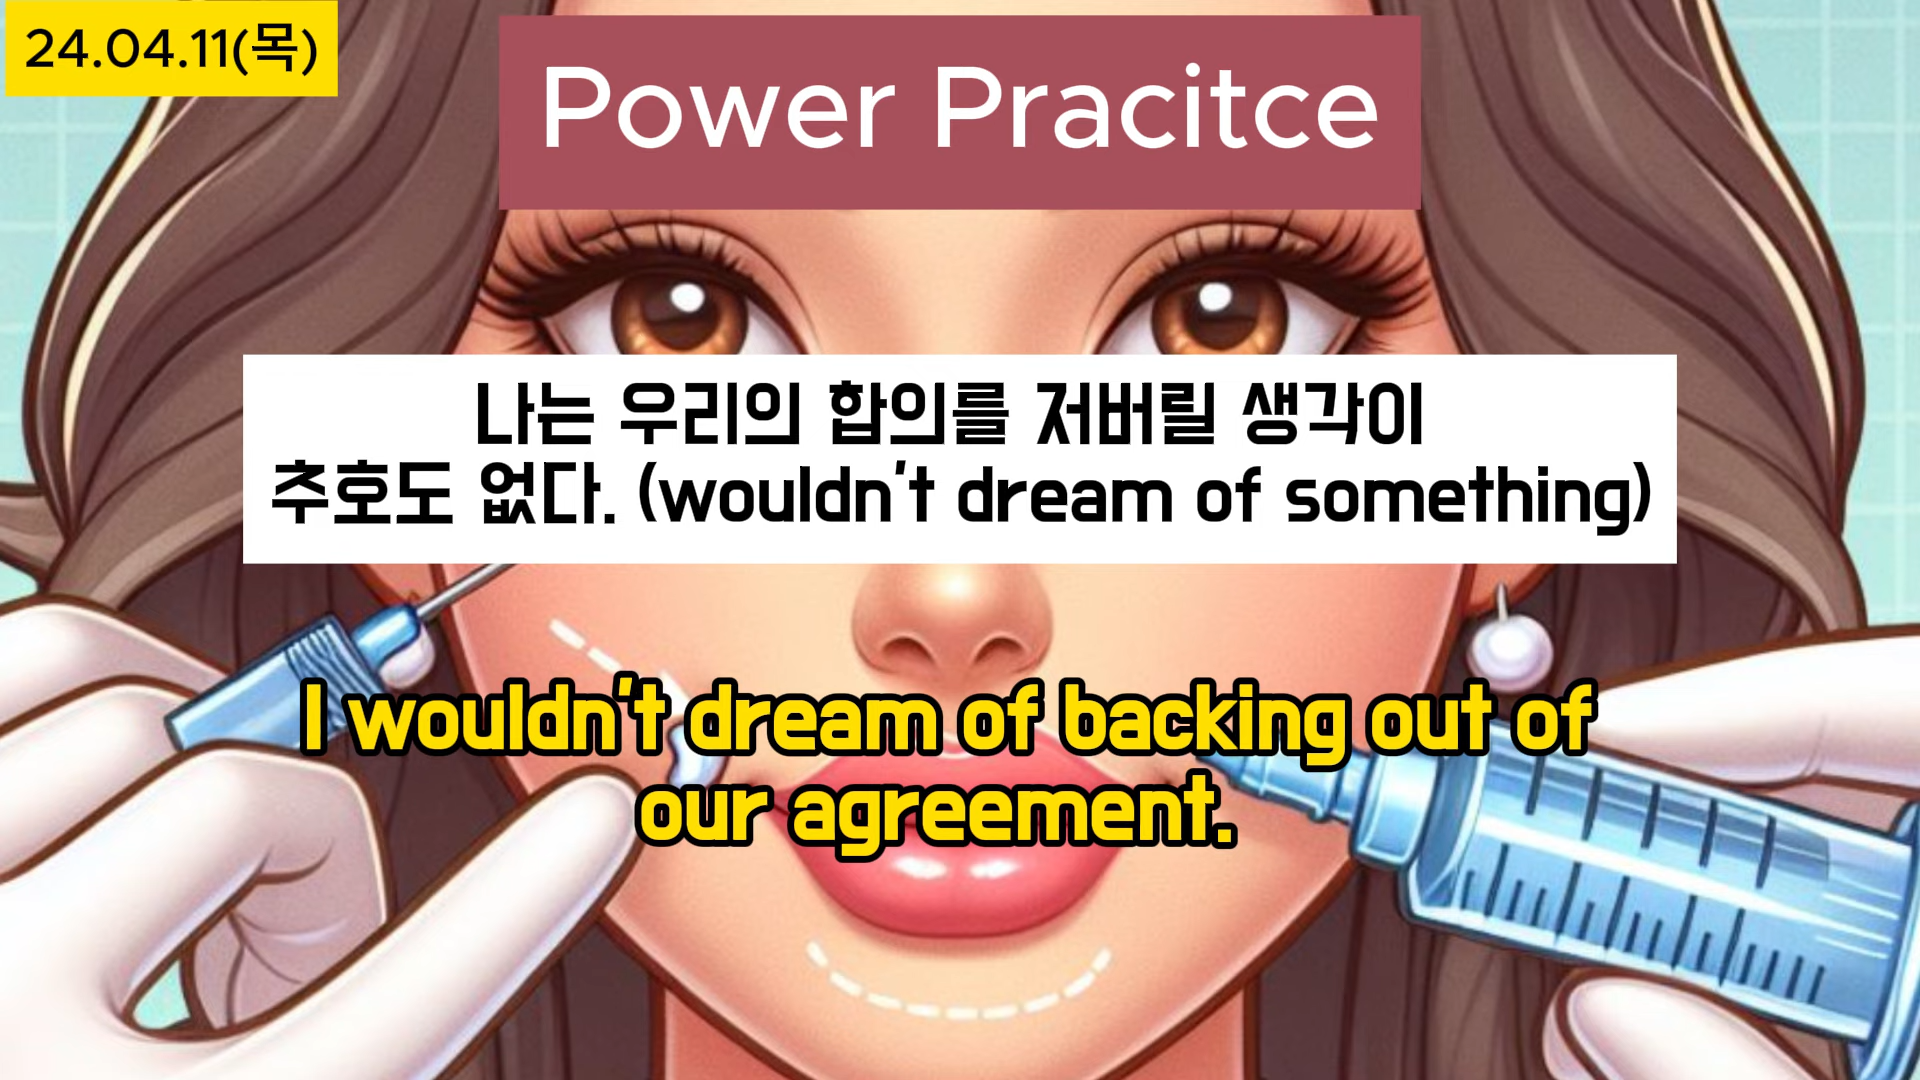 24.04.11(목)
Power Pracitce
나는 우리의 합의를 저버릴 생각이
추호도 없다. (wouldn't dream of something)
I wouldn't dream of backing out of
our agreement.